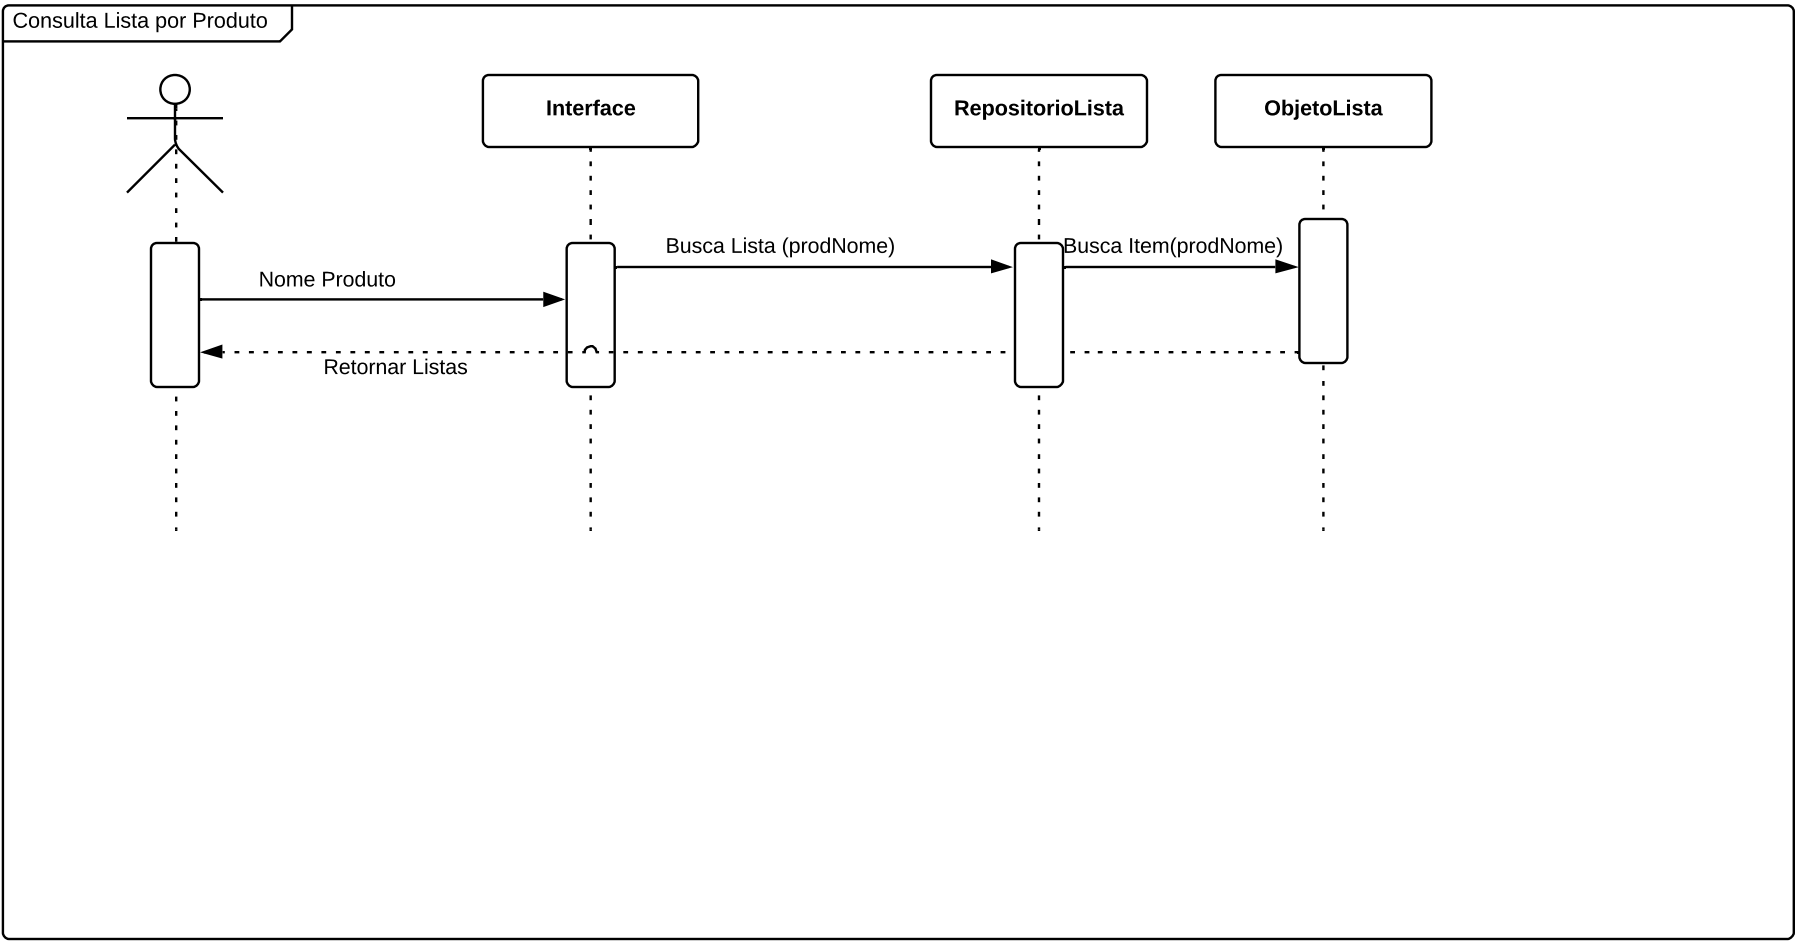 Consulta Lista por Produto
Interface
RepositorioLista
ObjetoLista
Busca Lista (prodNome)
Busca Item(prodNome)
Nome Produto
Retornar Listas